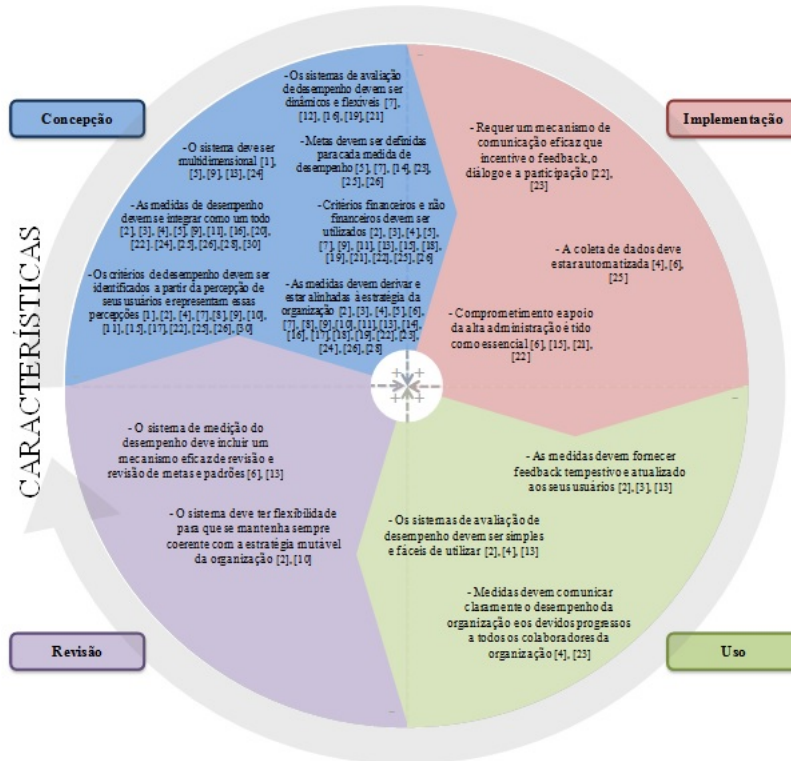 CARACTERÍSTICAS
Concepção
- Os sistemas de avaliação
de desempenho devem ser
dinâmicos e flexíveis [7],
[12], [16], [19], [21]
- O sistema deve ser
multidimensional [1],
[5], [9], [13], [24]
- Metas devem ser definidas
para cada medida de
desempenho [5], [7], [14], [23],
[25], [26]
- As medidas de desempenho
devem se integrar como um todo
[2], [3], [4], [5], [9], [11], [16], [20],
[22]. [24], [25], [26], [28], [30]
- Critérios financeiros e não
financeiros devem ser
utilizados [2], [3], [4], [5],
[7], [9], [11], [13], [15], [18],
[19], [21], [22], [25], [26]
- Os critérios de desempenho devem ser
identificados a partir da percepção de
seus usuários e representam essas
percepções [1], [2], [4], [7], [8], [9], [10],
[11], [15], [17], [22], [25], [26], [30]
- As medidas devem derivar e
estar alinhadas à estratégia da
organização [2], [3], [4], [5], [6],
[7], [8], [9], [10], [11], [13], [14],
[16], [17], [18], [19], [22], [23],
[24], [26], [28]
Implementação
- Requer um mecanismo de
comunicação eficaz que
incentive o feedback, o
diálogo e a participação [22],
[23]
- A coleta de dados deve
estar automatizada [4], [6],
[25]
- Comprometimento e apoio
da alta administração é tido
como essencial [6], [15], [21],
[22]
- As medidas devem fornecer
feedback tempestivo e atualizado
aos seus usuários [2], [3], [13]
- Os sistemas de avaliação de
desempenho devem ser simples
e fáceis de utilizar [2], [4], [13]
- Medidas devem comunicar
claramente o desempenho da
organização e os devidos progressos
a todos os colaboradores da
organização [4], [23]
Uso
- O sistema de medição do
desempenho deve incluir um
mecanismo eficaz de revisão e
revisão de metas e padrões [6], [13]
- O sistema deve ter flexibilidade
para que se mantenha sempre
coerente com a estratégia mutável
da organização [2], [10]
Revisão